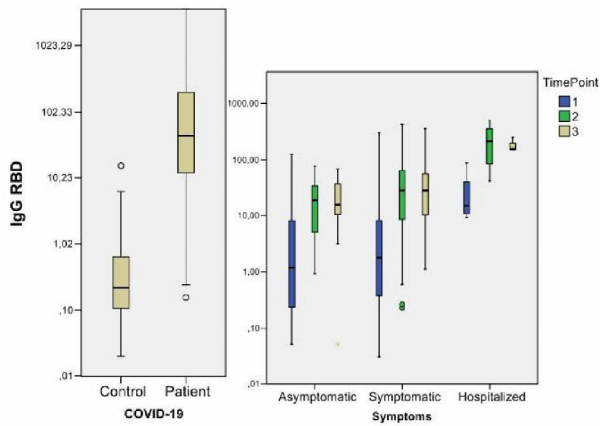 IgG RBD
1023,29
102.33
10,23
1,02
,10
,01
Control
Patient
COVID-19
1000,00
100,00
10,00
1,00
,10
,01
Asymptomatic
Symptomatic
Hospitalized
Symptoms
TimePoint
1
2
3